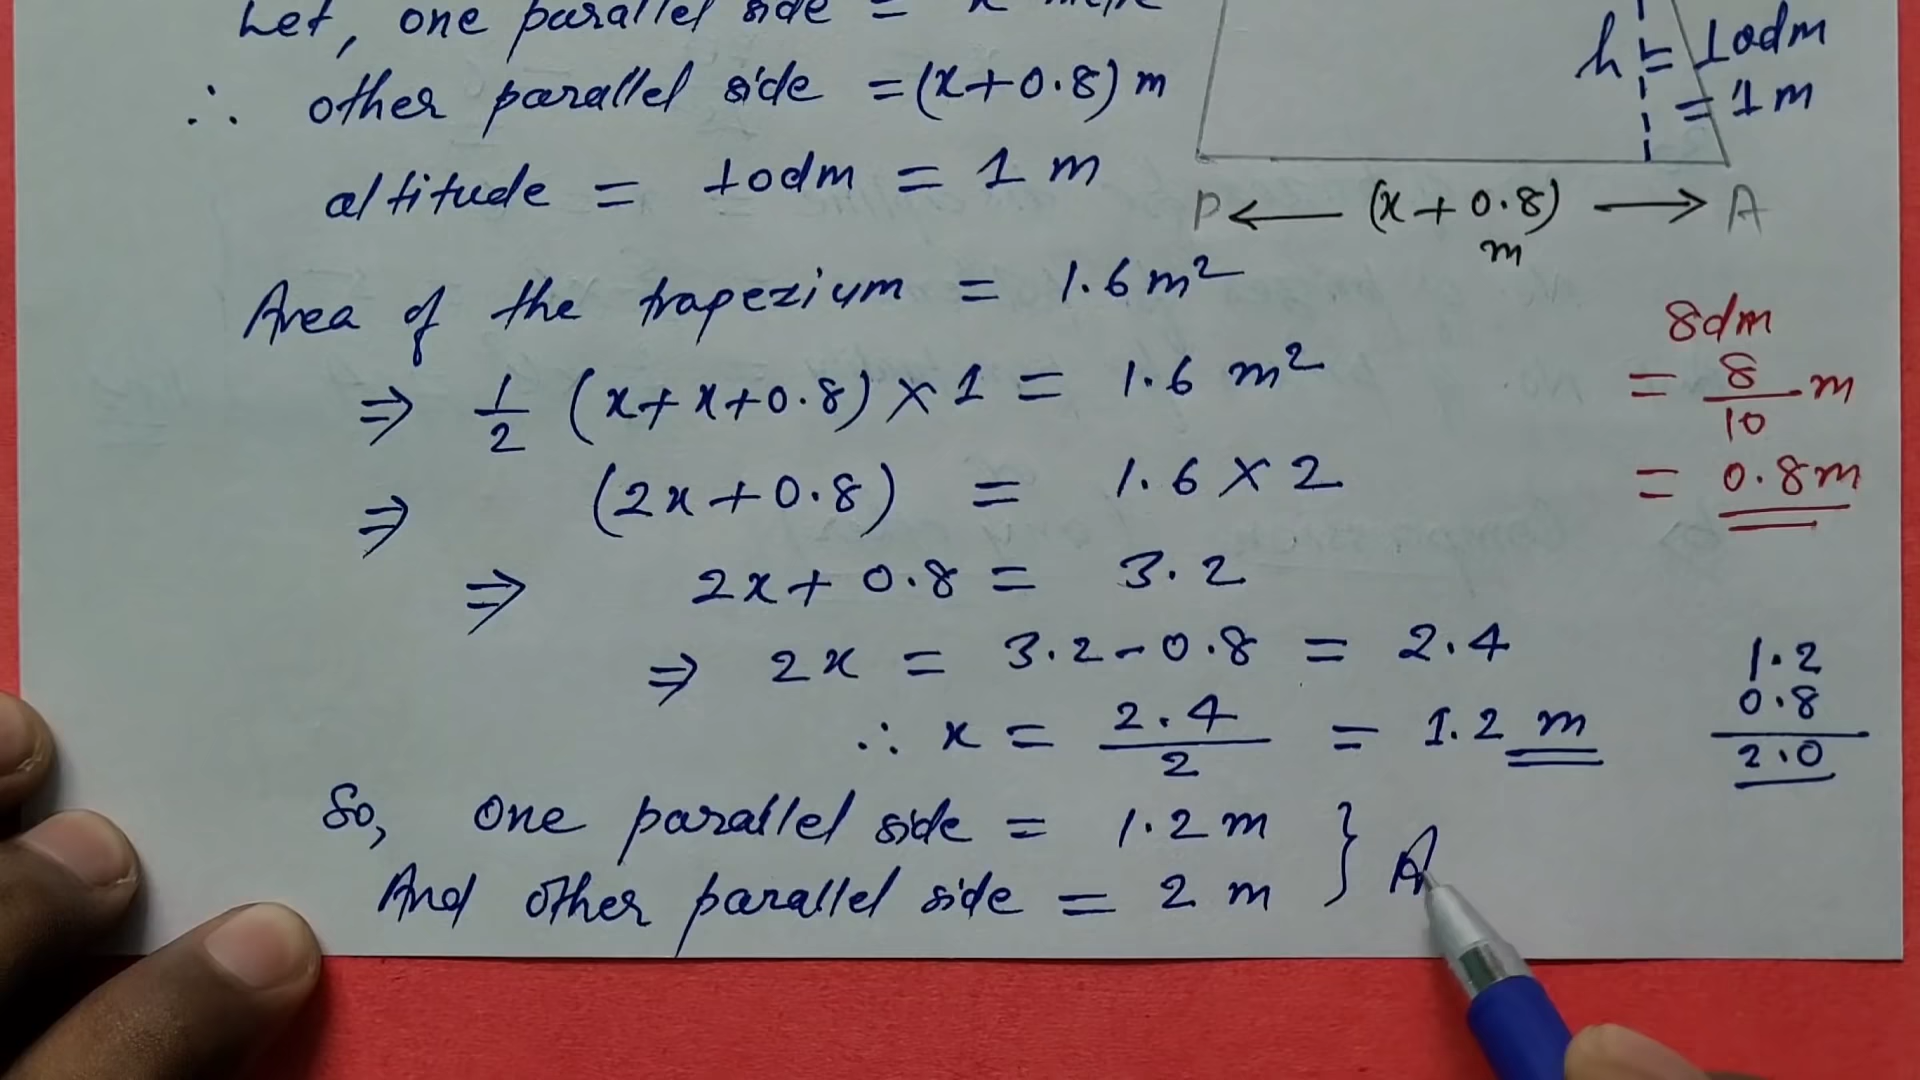 Let, one parallel side = x
∴ other parallel side = (x+0.8) m
altitude = 10dm = 1 m
h = 10dm
= 1m
P ← (x+0.8) → A
m
Area of the trapezium = 1.6 m²
⇒ 1/2 (x+x+0.8) × 1 = 1.6 m²
⇒ (2x+0.8) = 1.6 × 2
⇒ 2x+0.8 = 3.2
⇒ 2x = 3.2-0.8 = 2.4
∴ x = 2.4/2 = 1.2 m
So, one parallel side = 1.2 m
And other parallel side = 2 m } A
8dm
= 8/10 m
= 0.8m
1.2
0.8
2.0